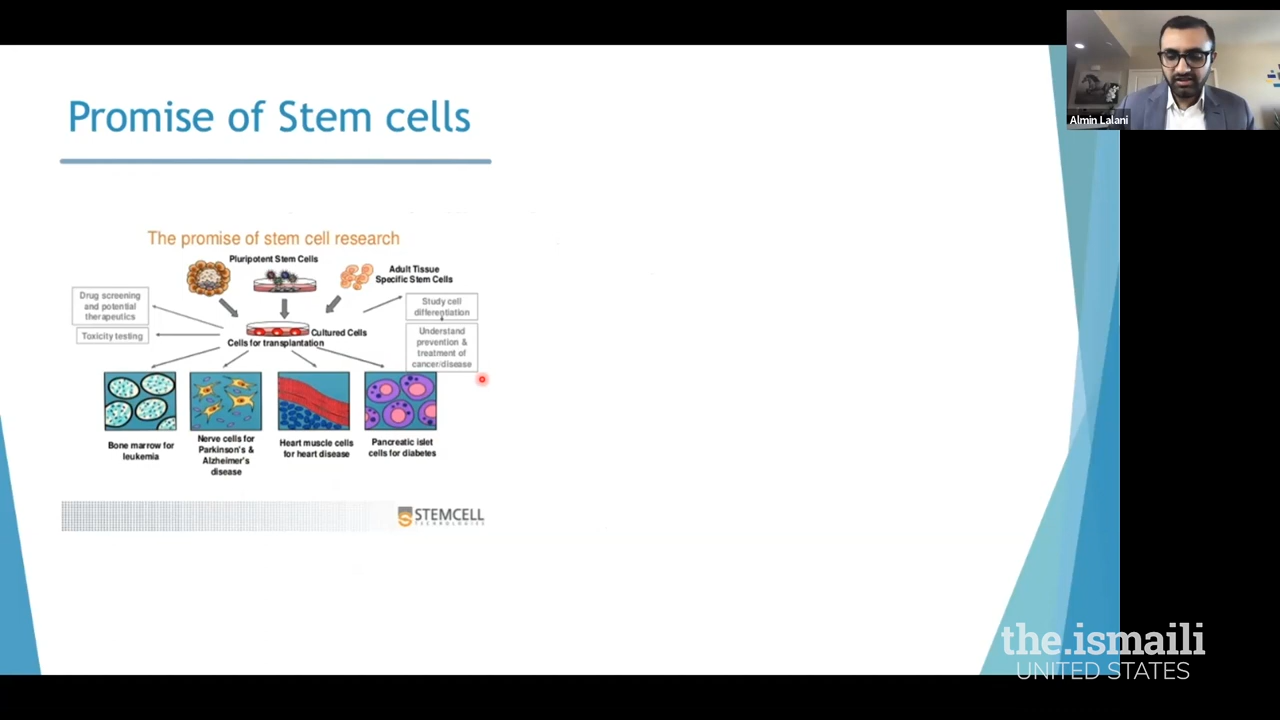 Promise of Stem cells
Almin Lalani
The promise of stem cell research
Pluripotent Stem Cells
Adult Tissue
Specific Stem Cells
Drug screening
and potential
therapeutics
Toxicity testing
Study cell
differentiation
Understand
prevention &
treatment of
cancer/disease
Cultured Cells
Cells for transplantation
Bone marrow for
leukemia
Nerve cells for
Parkinson's &
Alzheimer's
disease
Heart muscle cells
for heart disease
Pancreatic islet
cells for diabetes
STEMCELL
TECHNOLOGIES
the.ismaili
UNITED STATES